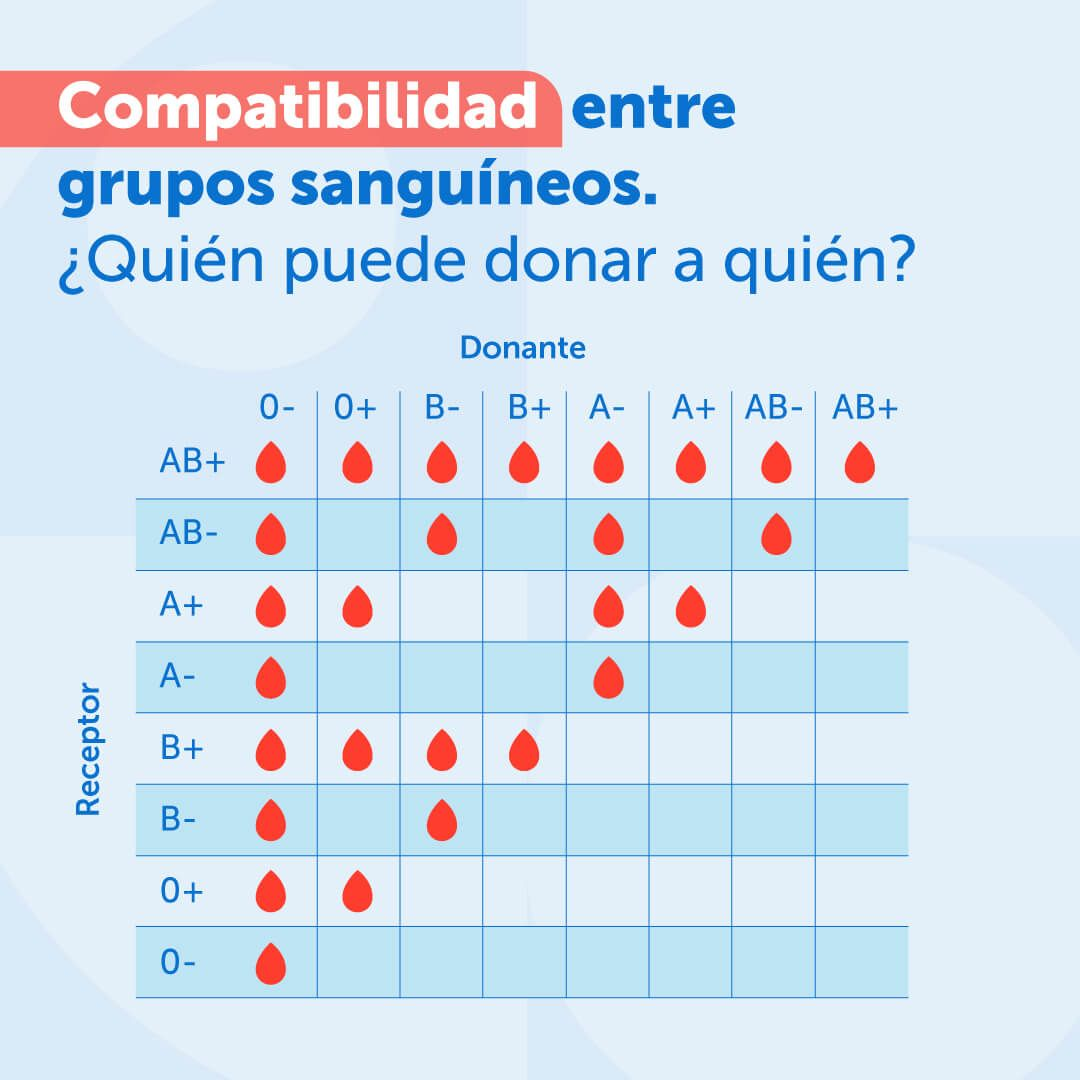 Compatibilidad entre
grupos sanguíneos.
¿Quién puede donar a quién?
Donante
0- 0+ B- B+ A- A+ AB- AB+
AB+
AB-
A+
A-
B+
B-
0+
0-
Receptor